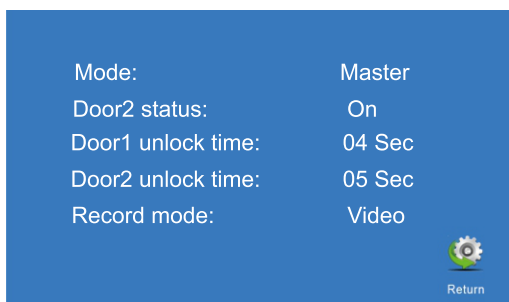 Mode: Master
Door2 status: On
Door1 unlock time: 04 Sec
Door2 unlock time: 05 Sec
Record mode: Video
Return